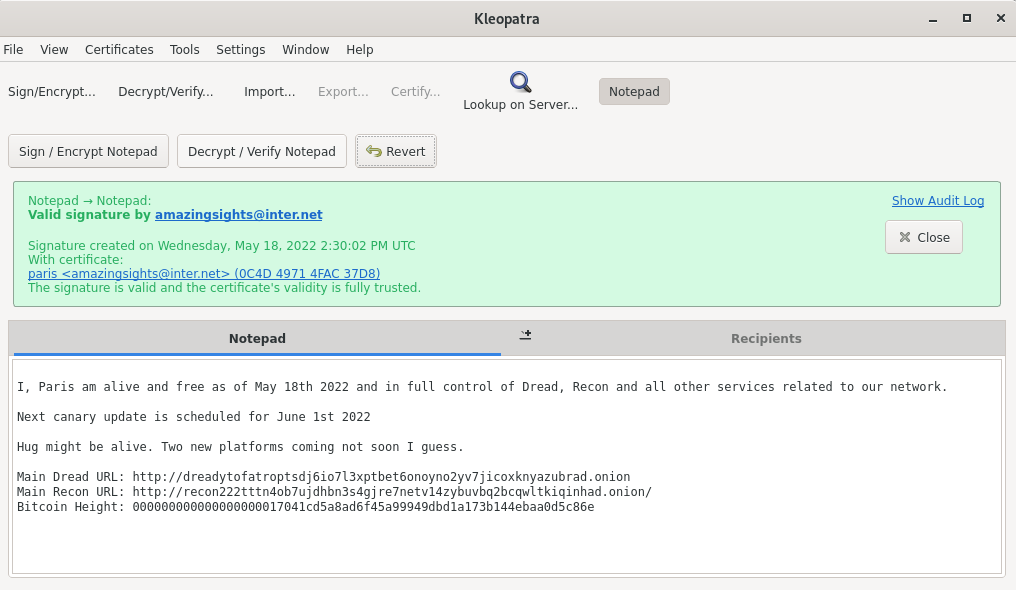 Kleopatra
File View Certificates Tools Settings Window Help
Sign/Encrypt... Decrypt/Verify... Import... Export... Certify... Lookup on Server... Notepad
Sign / Encrypt Notepad Decrypt / Verify Notepad Revert
Notepad → Notepad: Show Audit Log
Valid signature by amazingsights@inter.net
Close
Signature created on Wednesday, May 18, 2022 2:30:02 PM UTC
With certificate:
paris <amazingsights@inter.net> (0C4D 4971 4FAC 37D8)
The signature is valid and the certificate's validity is fully trusted.
Notepad Recipients
I, Paris am alive and free as of May 18th 2022 and in full control of Dread, Recon and all other services related to our network.
Next canary update is scheduled for June 1st 2022
Hug might be alive. Two new platforms coming not soon I guess.
Main Dread URL: http://dreadytofatroptsdj6io7l3xptbet6onoyno2yv7jicoxknyazubrad.onion
Main Recon URL: http://recon222tttn4ob7ujdhbn3s4gjre7netv14zybuvbq2bcqwltkiqinhad.onion/
Bitcoin Height: 000000000000000000017041cd5a8ad6f45a99949dbd1a173b144ebaa0d5c86e